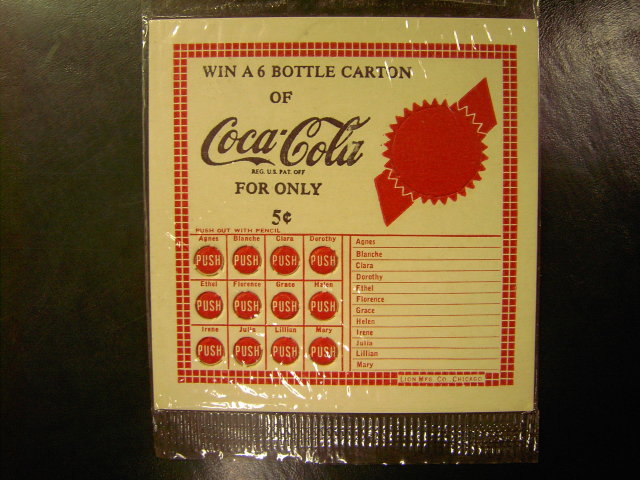 WIN A 6 BOTTLE CARTON
OF
Coca-Cola
REG. U.S. PAT. OFF
FOR ONLY
5¢
PUSH OUT WITH PENCIL
Agnes Blanche Clara Dorothy
PUSH PUSH PUSH PUSH
Ethel Florence Grace Helen
PUSH PUSH PUSH PUSH
Irene Julia Lillian Mary
PUSH PUSH PUSH PUSH
Agnes
Blanche
Clara
Dorothy
Ethel
Florence
Grace
Helen
Irene
Julia
Lillian
Mary
LION MFG. CO. CHICAGO